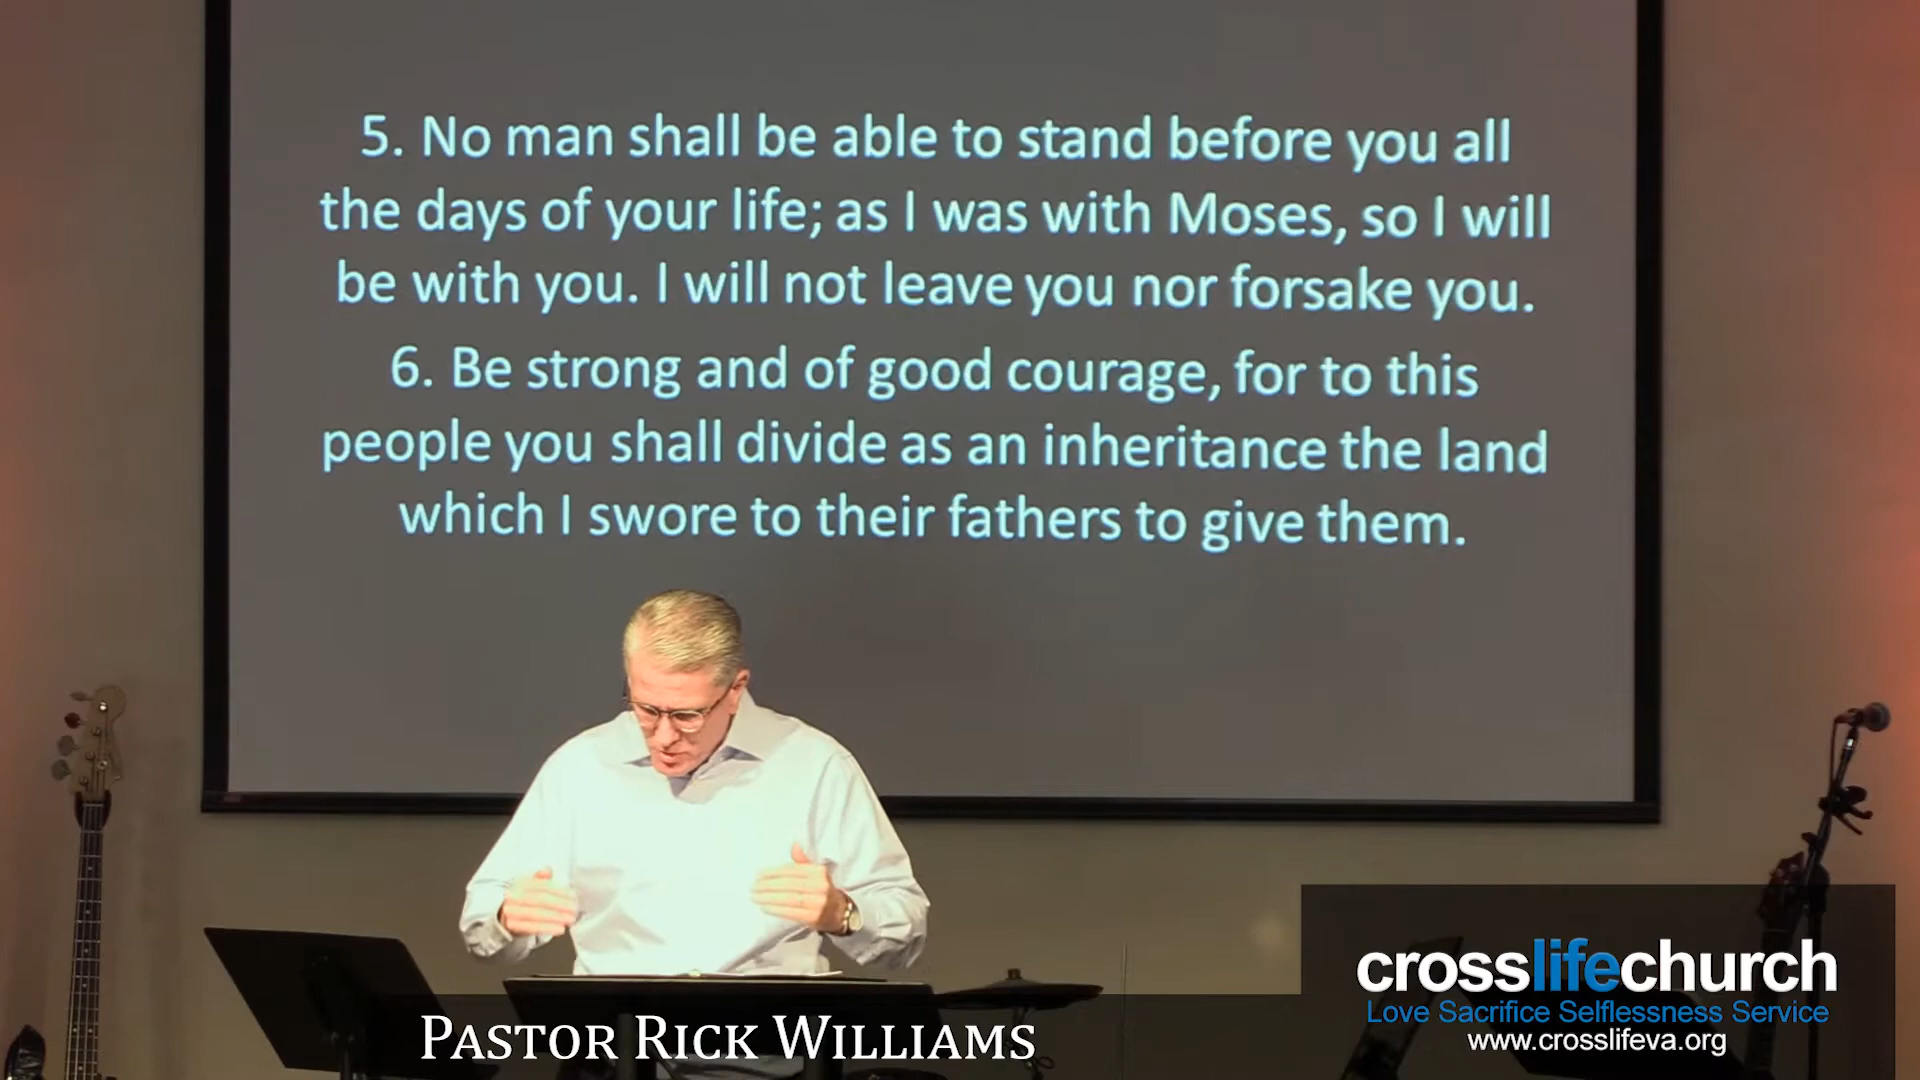 5. No man shall be able to stand before you all
the days of your life; as I was with Moses, so I will
be with you. I will not leave you nor forsake you.
6. Be strong and of good courage, for to this
people you shall divide as an inheritance the land
which I swore to their fathers to give them.
PASTOR RICK WILLIAMS
crosslifechurch
Love Sacrifice Selflessness Service
www.crosslifeva.org